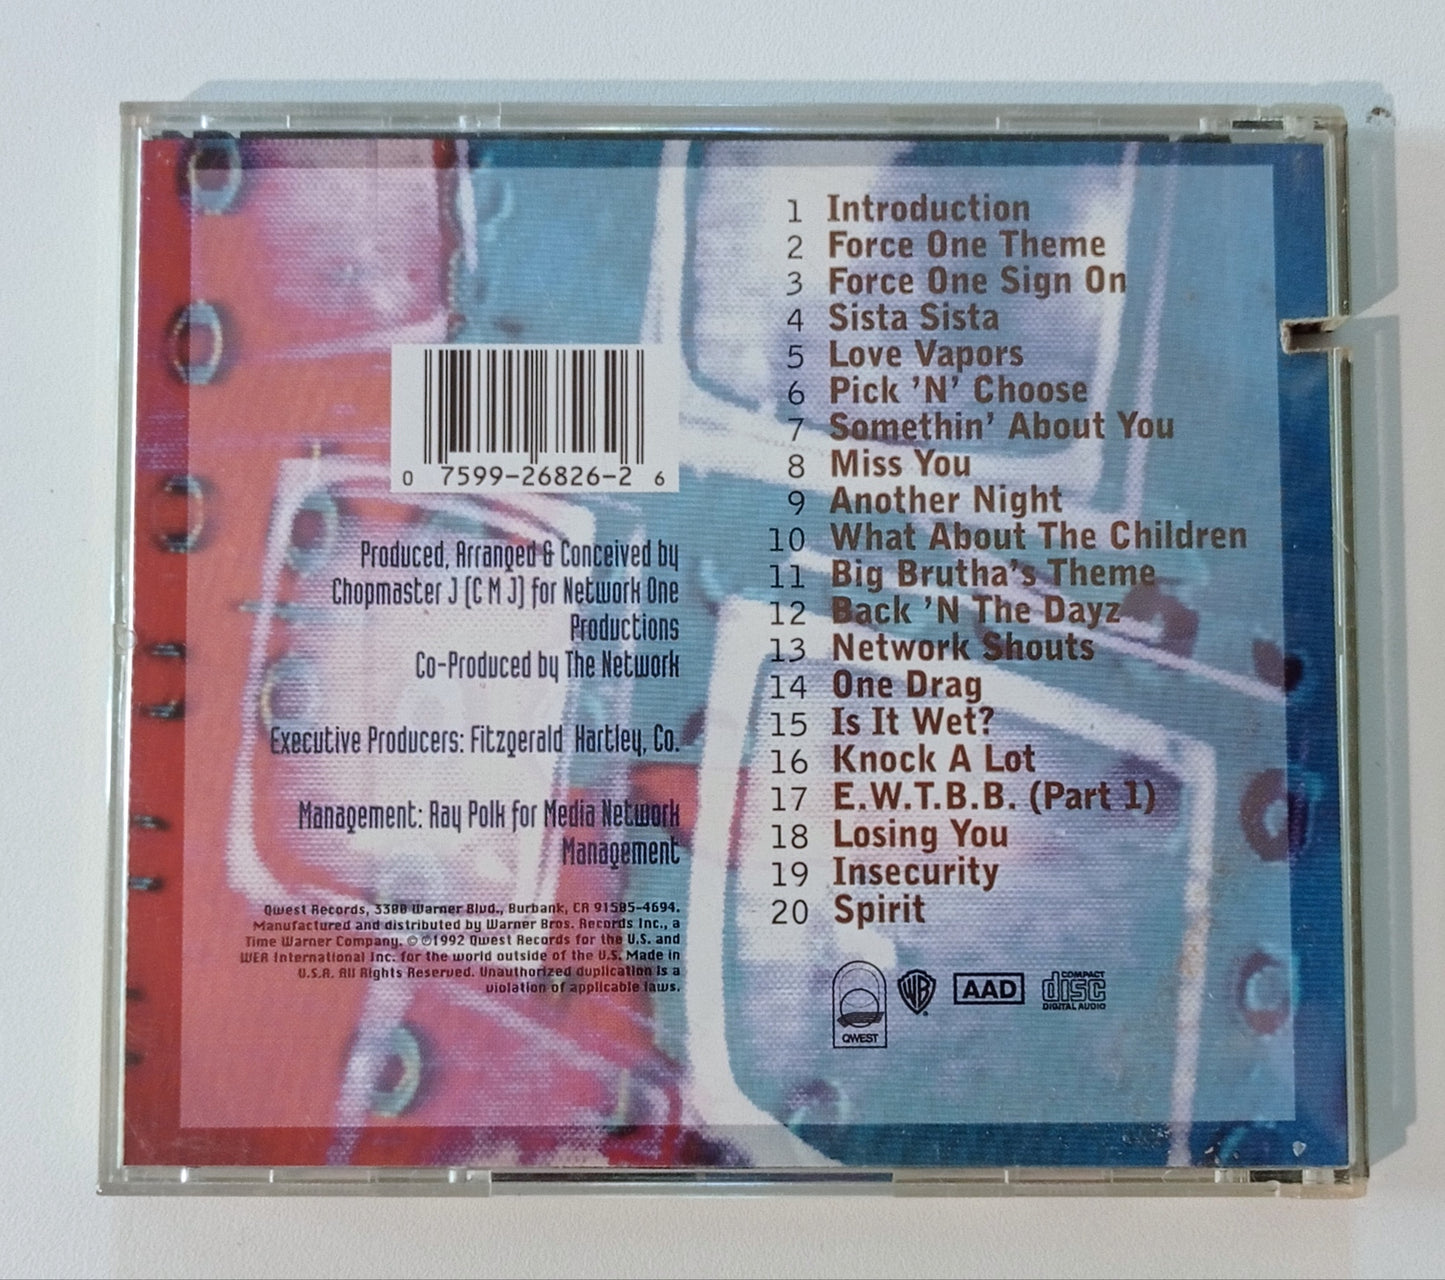 1 Introduction
2 Force One Theme
3 Force One Sign On
4 Sista Sista
5 Love Vapors
6 Pick 'N' Choose
7 Somethin' About You
8 Miss You
9 Another Night
10 What About The Children
11 Big Brutha's Theme
12 Back 'N The Dayz
13 Network Shouts
14 One Drag
15 Is It Wet?
16 Knock A Lot
17 E.W.T.B.B. (Part 1)
18 Losing You
19 Insecurity
20 Spirit
0 7599-26826-2 6
Produced, Arranged & Conceived by
Chopmaster J (C M J) for Network One
Productions
Co-Produced by The Network
Executive Producers: Fitzgerald Hartley, Co.
Management: Ray Polk for Media Network
Management
Qwest Records, 3300 Warner Blvd., Burbank, CA 91505-4694.
Manufactured and distributed by Warner Bros. Records Inc., a
Time Warner Company. © ℗1992 Qwest Records for the U.S. and
WEA International Inc. for the world outside of the U.S. Made in
U.S.A. All Rights Reserved. Unauthorized duplication is a
violation of applicable laws.
QWEST
WB
AAD
COMPACT
disc
DIGITAL AUDIO